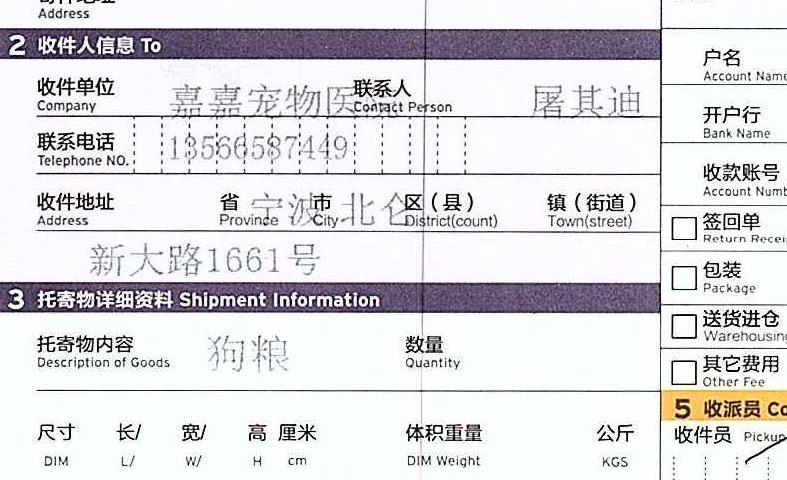 Address
2 收件人信息 To
户名
Account Name
收件单位 嘉嘉宠物医院 联系人 屠其迪
Company Contact Person
开户行
Bank Name
联系电话 13566587449
Telephone NO.
收款账号
Account
收件地址 省 宁波 市 北仑 区(县) 镇(街道)
Address Province City District(count) Town(street)
签回单
Return
新大路1661号
包装
Package
3 托寄物详细资料 Shipment Information
送货进仓
Warehousing
托寄物内容 狗粮 数量
Description of Goods Quantity
其它费用
Other Fee
5 收派员
尺寸 长/ 宽/ 高 厘米 体积重量 公斤
收件员 Pickup
DIM L/ W/ H cm DIM Weight KGS